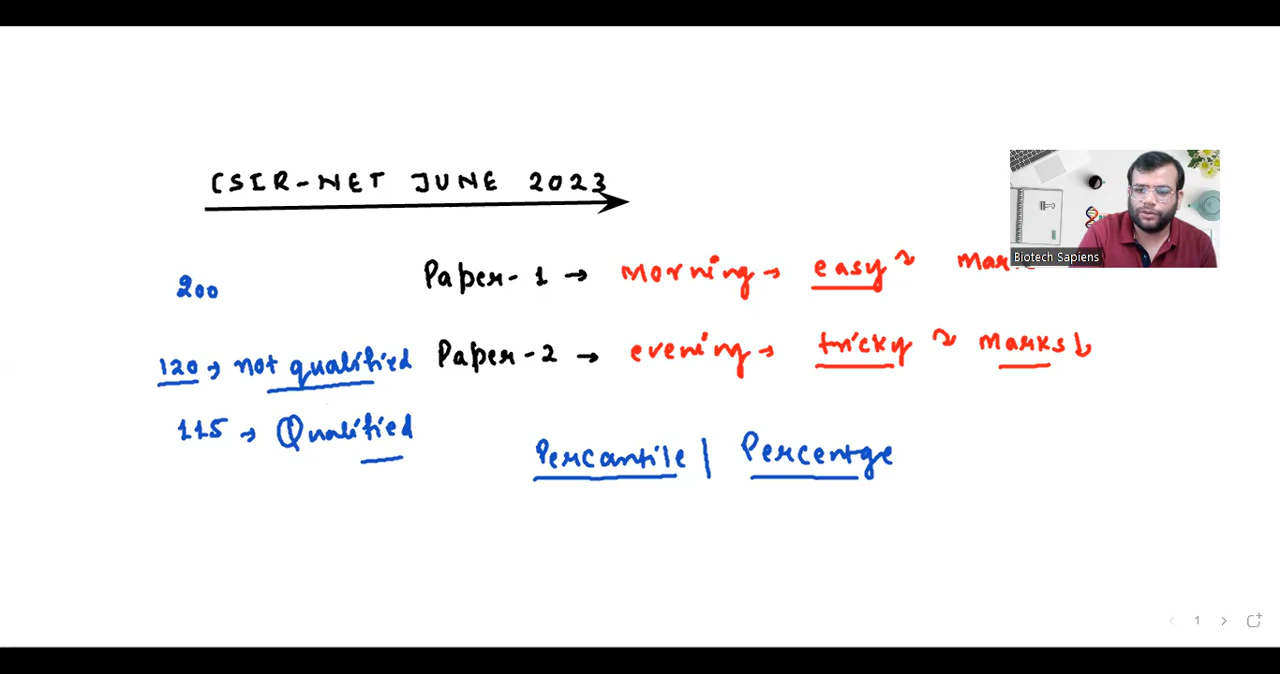 CSIR-NET JUNE 2023
200
Paper-1 → morning → easy ~
Biotech Sapiens
120 → not qualified
Paper-2 → evening → tricky ~ marks↓
115 → Qualified
Percantile | Percentge
1